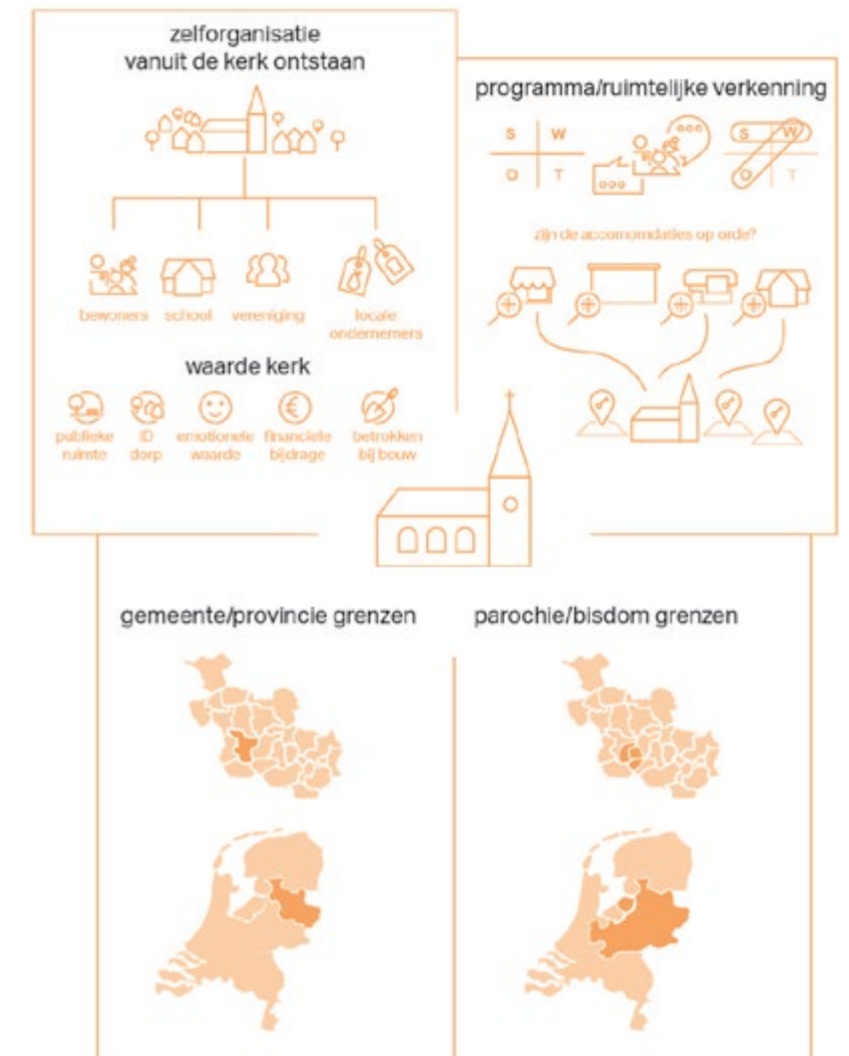 zelforganisatie
vanuit de kerk ontstaan
bewoners
school
vereniging
locale
ondernemers
waarde kerk
publieke
ruimte
ID
dorp
emotionele
waarde
financiele
bijdrage
betrokken
bij bouw
programma/ruimtelijke verkenning
S W
O T
S W
O T
zijn de accomomdaties op orde?
gemeente/provincie grenzen
parochie/bisdom grenzen